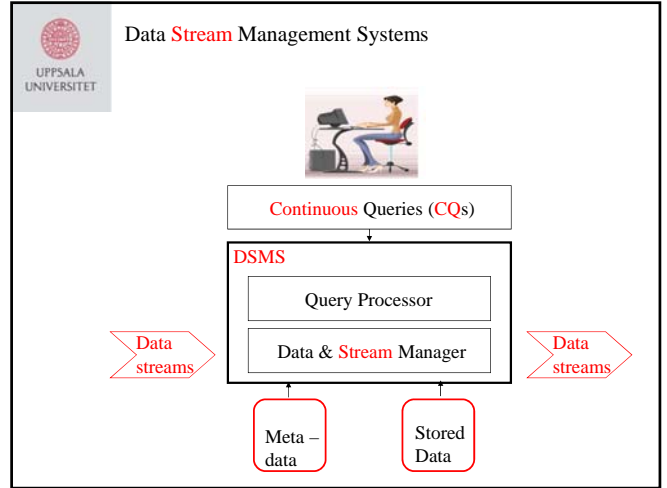 Data Stream Management Systems
UPPSALA
UNIVERSITET
Continuous Queries (CQs)
DSMS
Query Processor
Data
streams
Data & Stream Manager
Data
streams
Meta –
data
Stored
Data